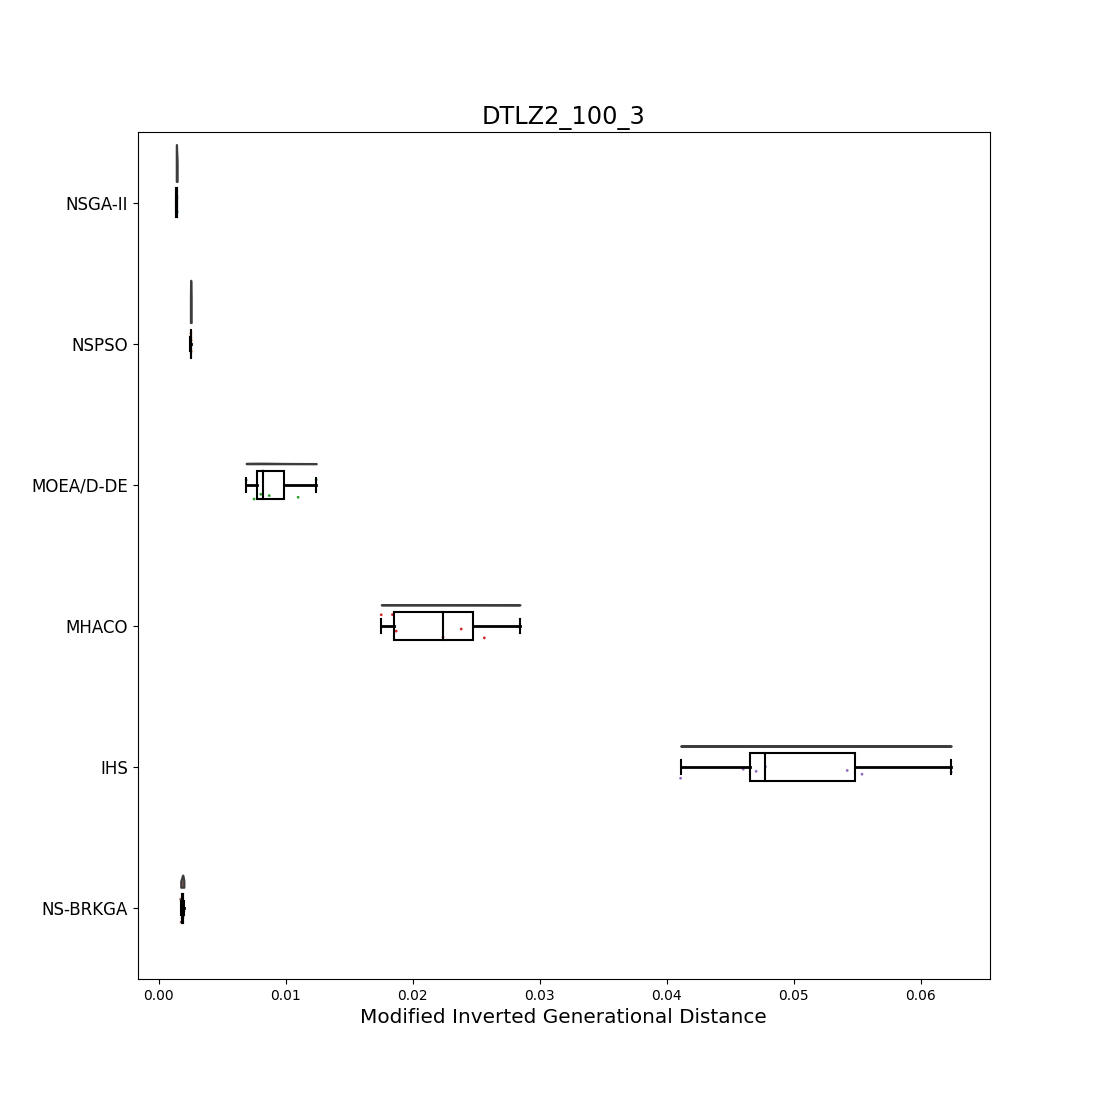 DTLZ2_100_3
NSGA-II
NSPSO
MOEA/D-DE
MHACO
IHS
NS-BRKGA
0.00 0.01 0.02 0.03 0.04 0.05 0.06
Modified Inverted Generational Distance